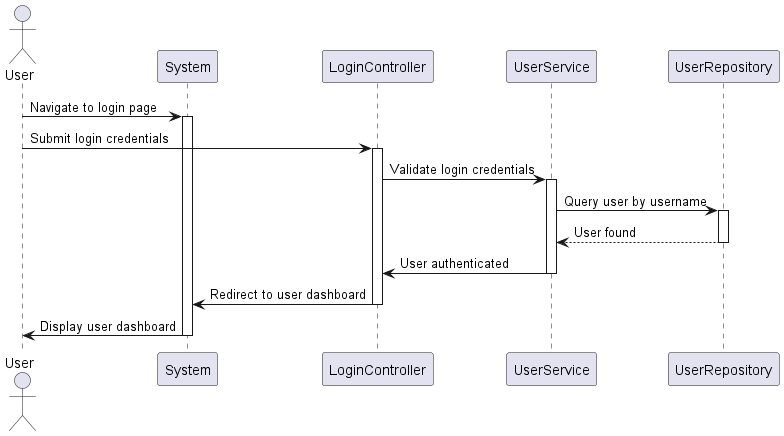 User
System
LoginController
UserService
UserRepository
Navigate to login page
Submit login credentials
Validate login credentials
Query user by username
User found
User authenticated
Redirect to user dashboard
Display user dashboard
User
System
LoginController
UserService
UserRepository